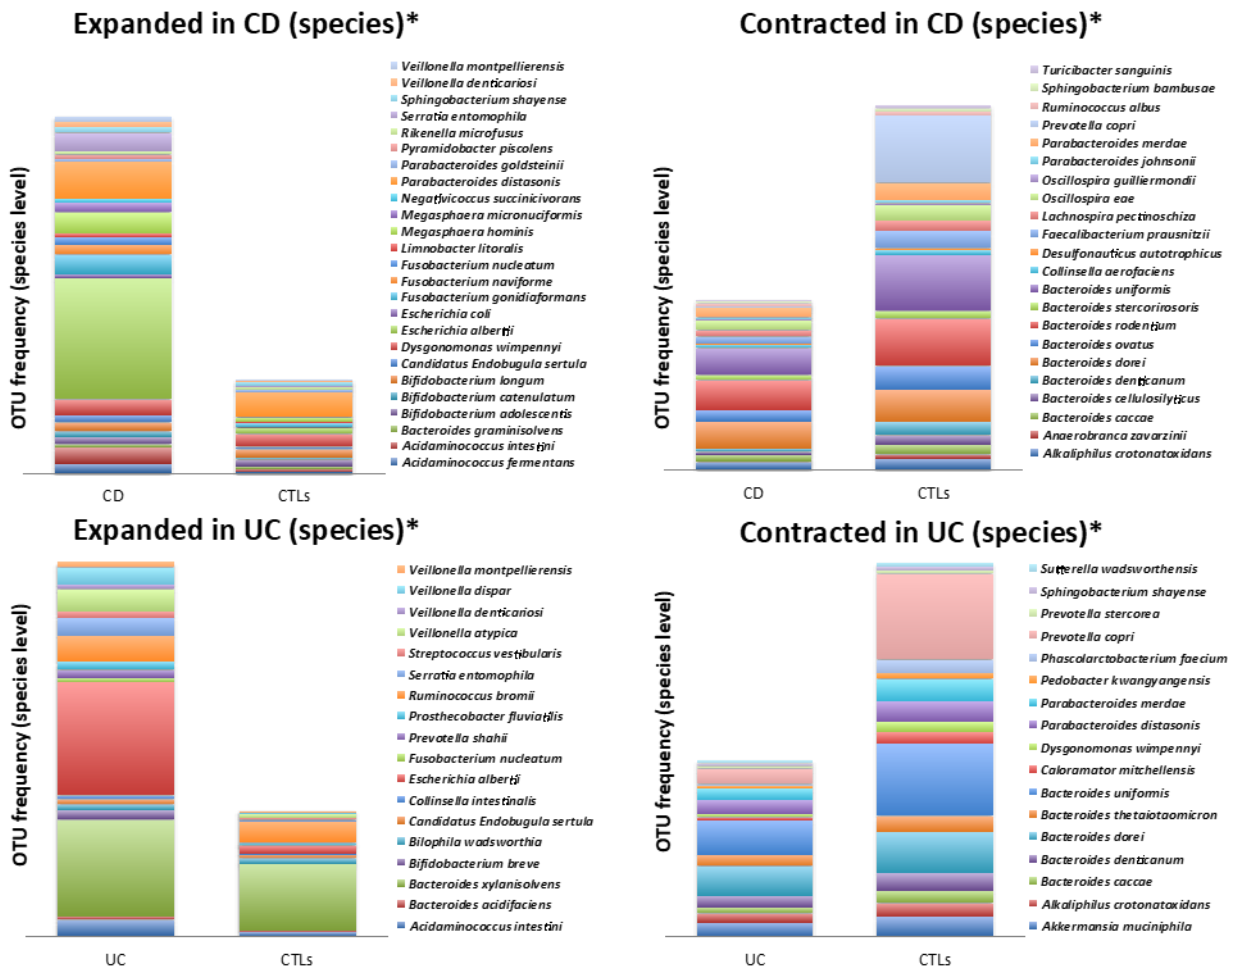 Expanded in CD (species)*
OTU frequency (species level)
CD
CTLs
Veillonella montpellierensis
Veillonella denticariosi
Sphingobacterium shayense
Serratia entomophila
Rikenella microfusus
Pyramidobacter piscolens
Parabacteroides goldsteinii
Parabacteroides distasonis
Negativicoccus succinicivorans
Megasphaera micronuciformis
Megasphaera hominis
Limnobacter litoralis
Fusobacterium nucleatum
Fusobacterium naviforme
Fusobacterium gonidiaformans
Escherichia coli
Escherichia albertii
Dysgonomonas wimpennyi
Candidatus Endobugula sertula
Bifidobacterium longum
Bifidobacterium catenulatum
Bifidobacterium adolescentis
Bacteroides graminisolvens
Acidaminococcus intestini
Acidaminococcus fermentans
Contracted in CD (species)*
OTU frequency (species level)
CD
CTLs
Turicibacter sanguinis
Sphingobacterium bambusae
Ruminococcus albus
Prevotella copri
Parabacteroides merdae
Parabacteroides johnsonii
Oscillospira guilliermondii
Oscillospira eae
Lachnospira pectinoschiza
Faecalibacterium prausnitzii
Desulfonauticus autotrophicus
Collinsella aerofaciens
Bacteroides uniformis
Bacteroides stercorirosoris
Bacteroides rodentium
Bacteroides ovatus
Bacteroides dorei
Bacteroides denticanum
Bacteroides cellulosilyticus
Bacteroides caccae
Anaerobranca zavarzinii
Alkaliphilus crotonatoxidans
Expanded in UC (species)*
OTU frequency (species level)
UC
CTLs
Veillonella montpellierensis
Veillonella dispar
Veillonella denticariosi
Veillonella atypica
Streptococcus vestibularis
Serratia entomophila
Ruminococcus bromii
Prosthecobacter fluviatilis
Prevotella shahii
Fusobacterium nucleatum
Escherichia albertii
Collinsella intestinalis
Candidatus Endobugula sertula
Bilophila wadsworthia
Bifidobacterium breve
Bacteroides xylanisolvens
Bacteroides acidifaciens
Acidaminococcus intestini
Contracted in UC (species)*
OTU frequency (species level)
UC
CTLs
Sutterella wadsworthensis
Sphingobacterium shayense
Prevotella stercorea
Prevotella copri
Phascolarctobacterium faecium
Pedobacter kwangyangensis
Parabacteroides merdae
Parabacteroides distasonis
Dysgonomonas wimpennyi
Caloramator mitchellensis
Bacteroides uniformis
Bacteroides thetaiotaomicron
Bacteroides dorei
Bacteroides denticanum
Bacteroides caccae
Alkaliphilus crotonatoxidans
Akkermansia muciniphila